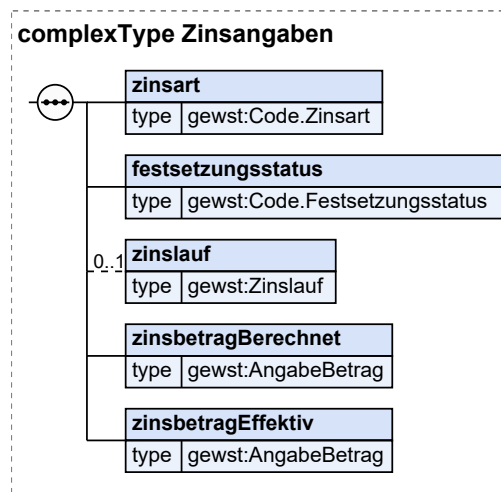 complexType Zinsangaben
zinsart
type gewst:Code.Zinsart
festsetzungsstatus
type gewst:Code.Festsetzungsstatus
0..1
zinslauf
type gewst:Zinslauf
zinsbetragBerechnet
type gewst:AngabeBetrag
zinsbetragEffektiv
type gewst:AngabeBetrag